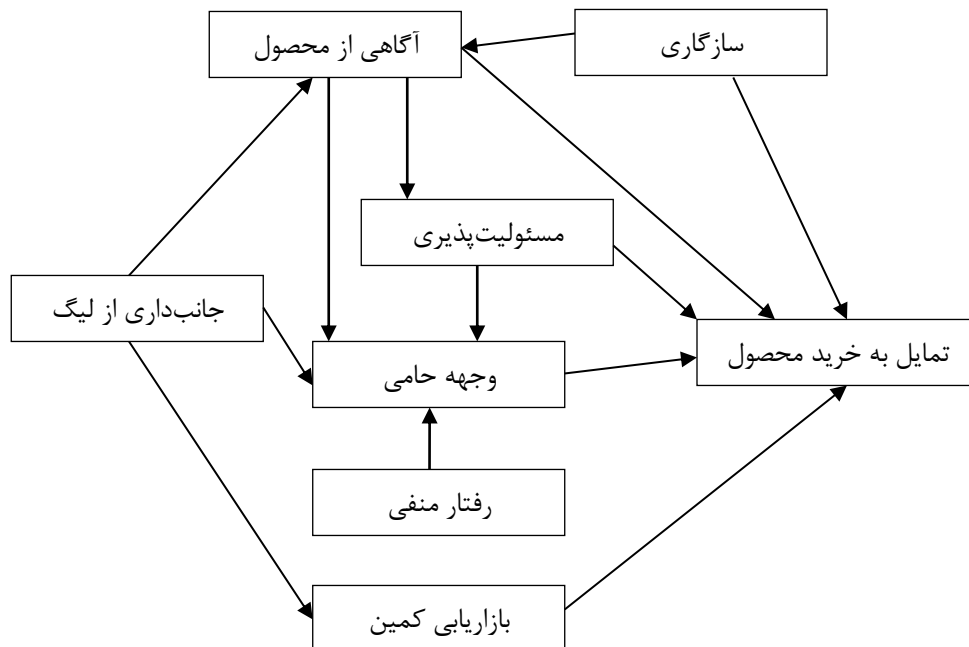 سازگاری
آگاهی از محصول
مسئولیت‌پذیری
جانب‌داری از لیگ
تمایل به خرید محصول
وجهه حامی
رفتار منفی
بازاریابی کمین